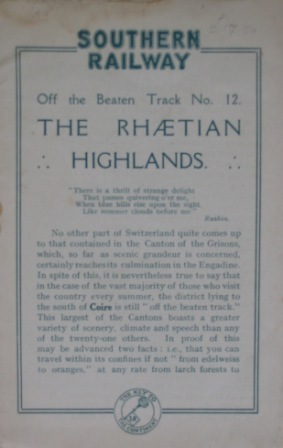 SOUTHERN
RAILWAY
Off the Beaten Track No. 12.
THE RHÆTIAN
HIGHLANDS.
"There is a thrill of strange delight
That passes quivering o'er me,
When blue hills rise upon the sight,
Like summer clouds before me"
Ruskin.
No other part of Switzerland quite comes up
to that contained in the Canton of the Grisons,
which, so far as scenic grandeur is concerned,
certainly reaches its culmination in the Engadine.
In spite of this, it is nevertheless true to say that
in the case of the vast majority of those who visit
the country every summer, the district lying to
the south of Coire is still "off the beaten track."
This largest of the Cantons boasts a greater
variety of scenery, climate and speech than any
of the twenty-one others. In proof of this
may be advanced two facts: i.e., that you can
travel within its confines if not "from edelweiss
to oranges," at any rate from larch forests to
THE KEY TO
THE CONTINENT